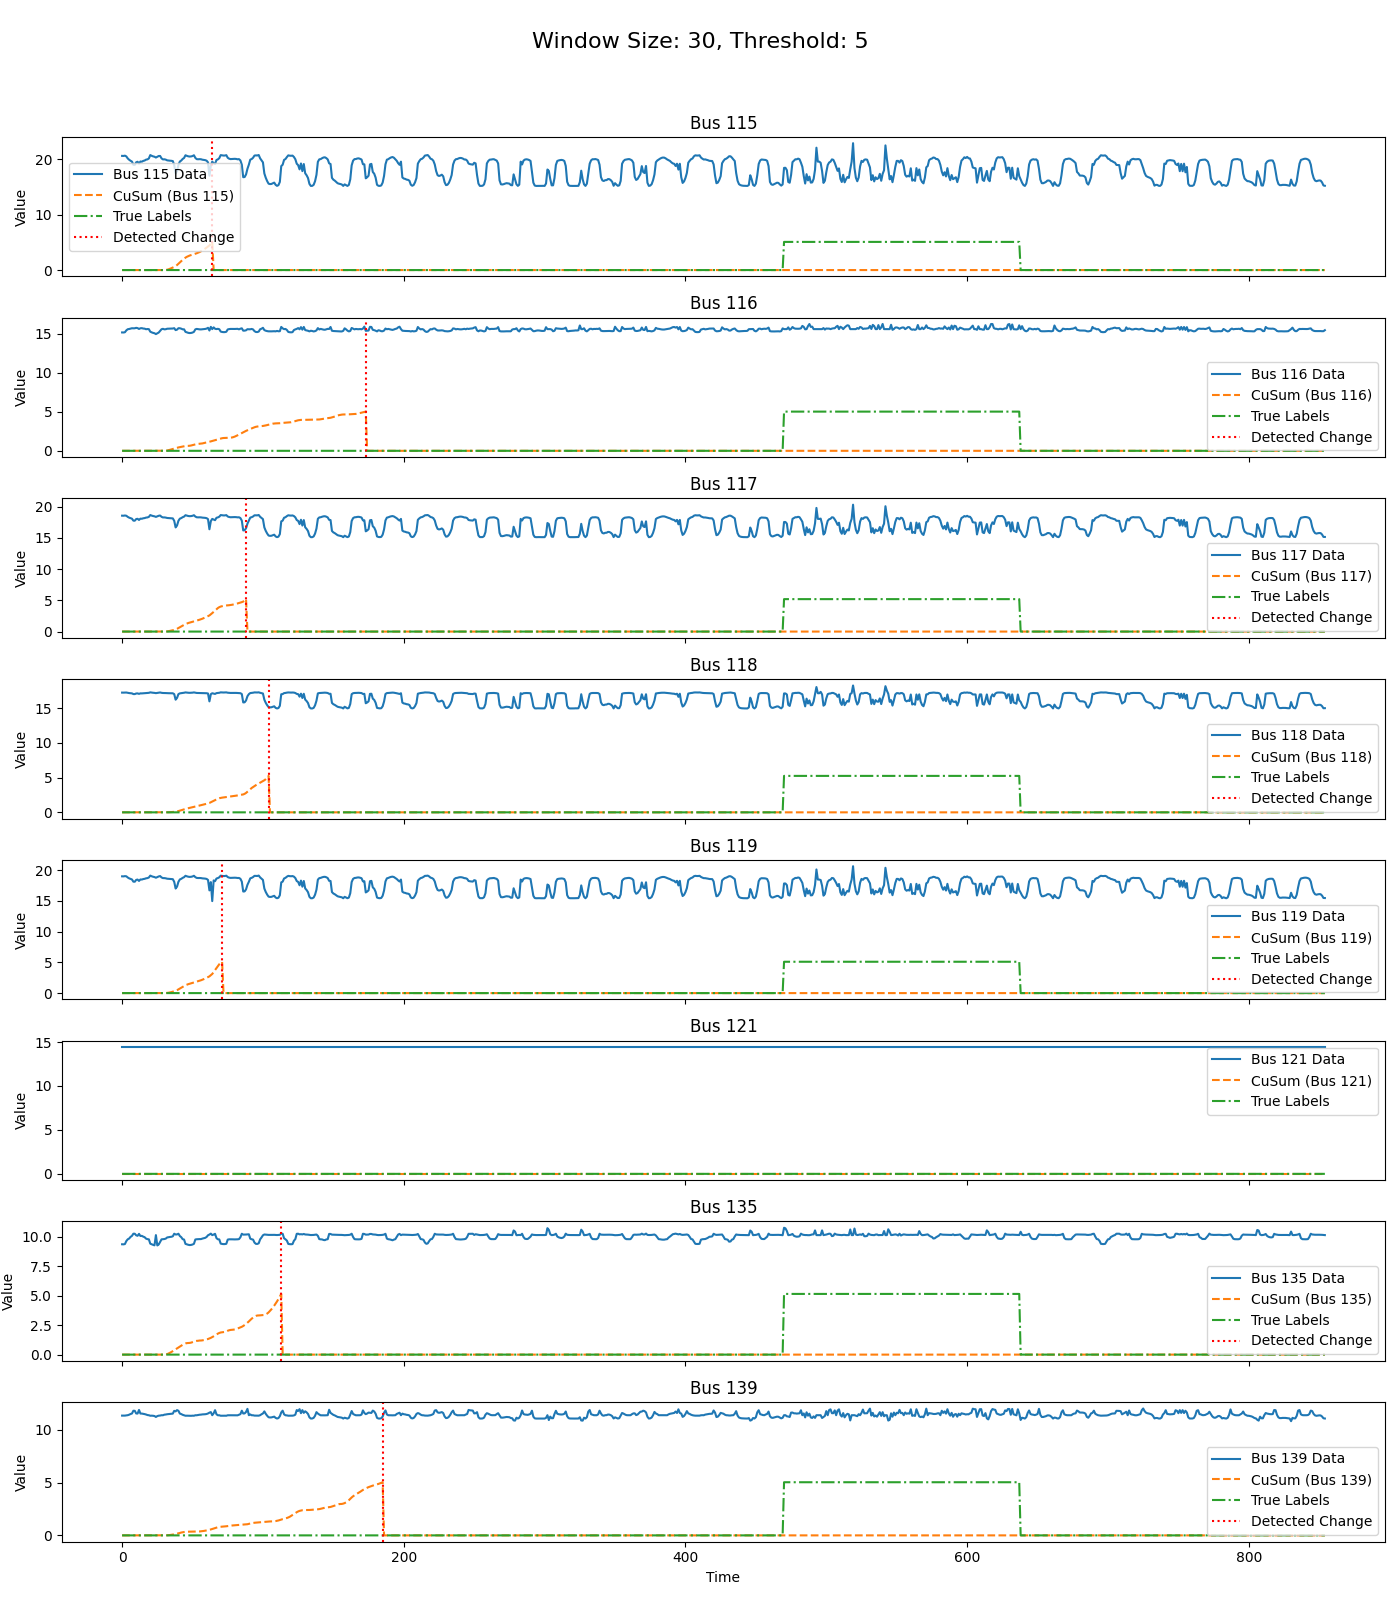 Window Size: 30, Threshold: 5
Bus 115
Value
20
10
0
Bus 115 Data
CuSum (Bus 115)
True Labels
Detected Change
Bus 116
Value
15
10
5
0
Bus 116 Data
CuSum (Bus 116)
True Labels
Detected Change
Bus 117
Value
20
15
10
5
0
Bus 117 Data
CuSum (Bus 117)
True Labels
Detected Change
Bus 118
Value
15
10
5
0
Bus 118 Data
CuSum (Bus 118)
True Labels
Detected Change
Bus 119
Value
20
15
10
5
0
Bus 119 Data
CuSum (Bus 119)
True Labels
Detected Change
Bus 121
Value
15
10
5
0
Bus 121 Data
CuSum (Bus 121)
True Labels
Bus 135
Value
10.0
7.5
5.0
2.5
0.0
Bus 135 Data
CuSum (Bus 135)
True Labels
Detected Change
Bus 139
Value
10
5
0
Bus 139 Data
CuSum (Bus 139)
True Labels
Detected Change
0 200 400 600 800
Time